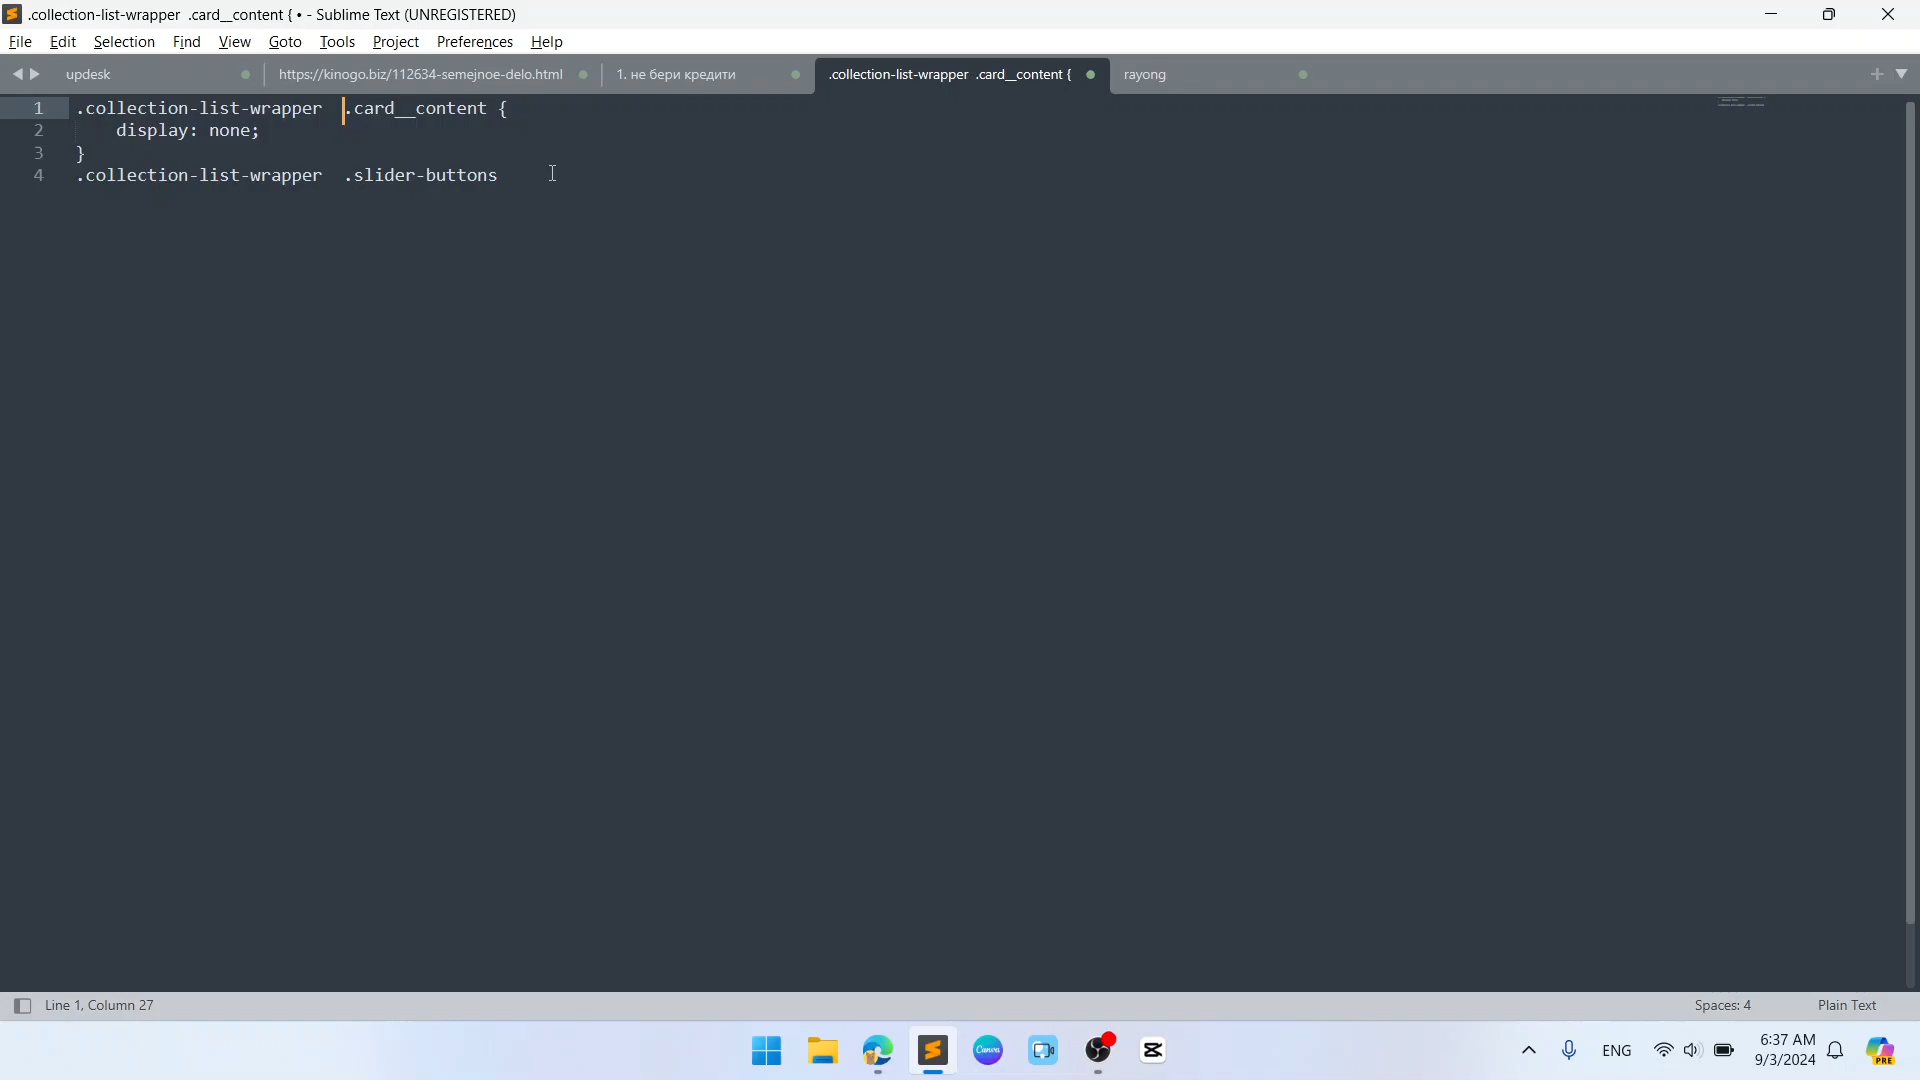 .collection-list-wrapper .card__content { • - Sublime Text (UNREGISTERED)
File Edit Selection Find View Goto Tools Project Preferences Help
updesk https://kinogo.biz/112634-semejnoe-delo.html 1. не бери кредити .collection-list-wrapper .card__content { rayong
1 .collection-list-wrapper .card__content {
2 display: none;
3 }
4 .collection-list-wrapper .slider-buttons
Line 1, Column 27 Spaces: 4 Plain Text
Canva ENG 6:37 AM PRE
9/3/2024